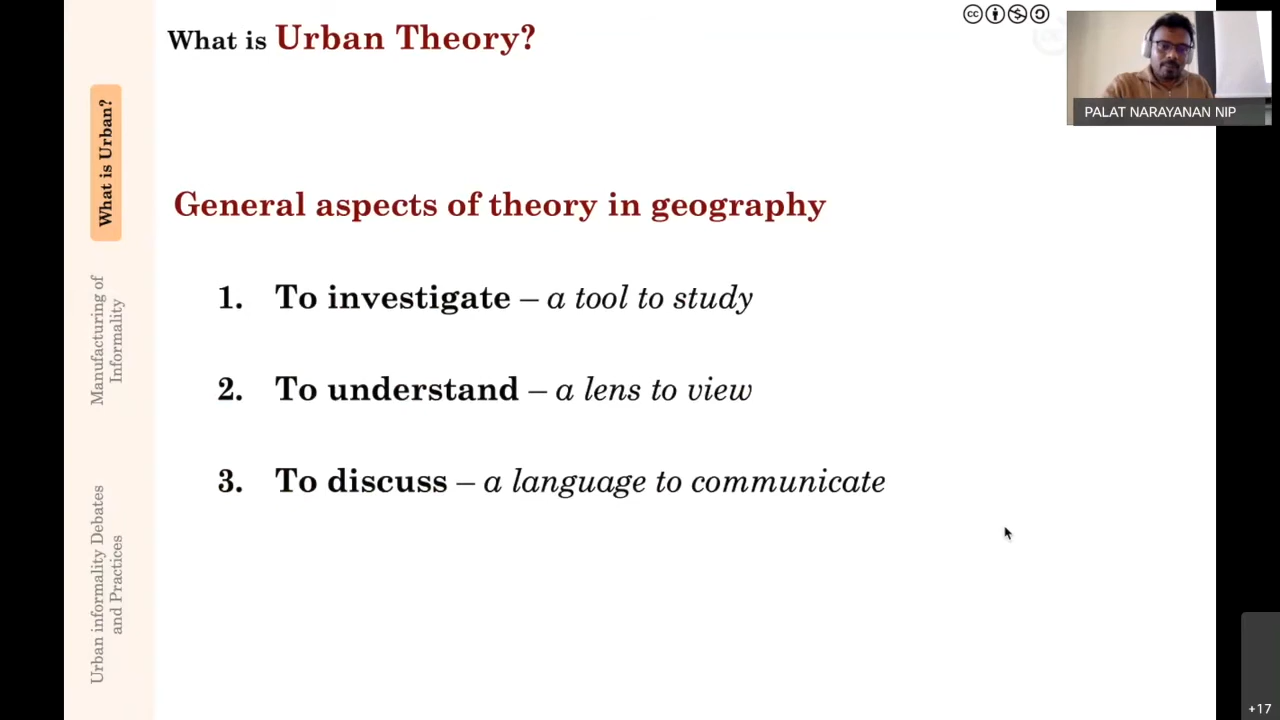 What is Urban Theory?
PALAT NARAYANAN NIP
What is Urban?
Manufacturing of
Informality
Urban informality Debates
and Practices
General aspects of theory in geography
1. To investigate – a tool to study
2. To understand – a lens to view
3. To discuss – a language to communicate
+17